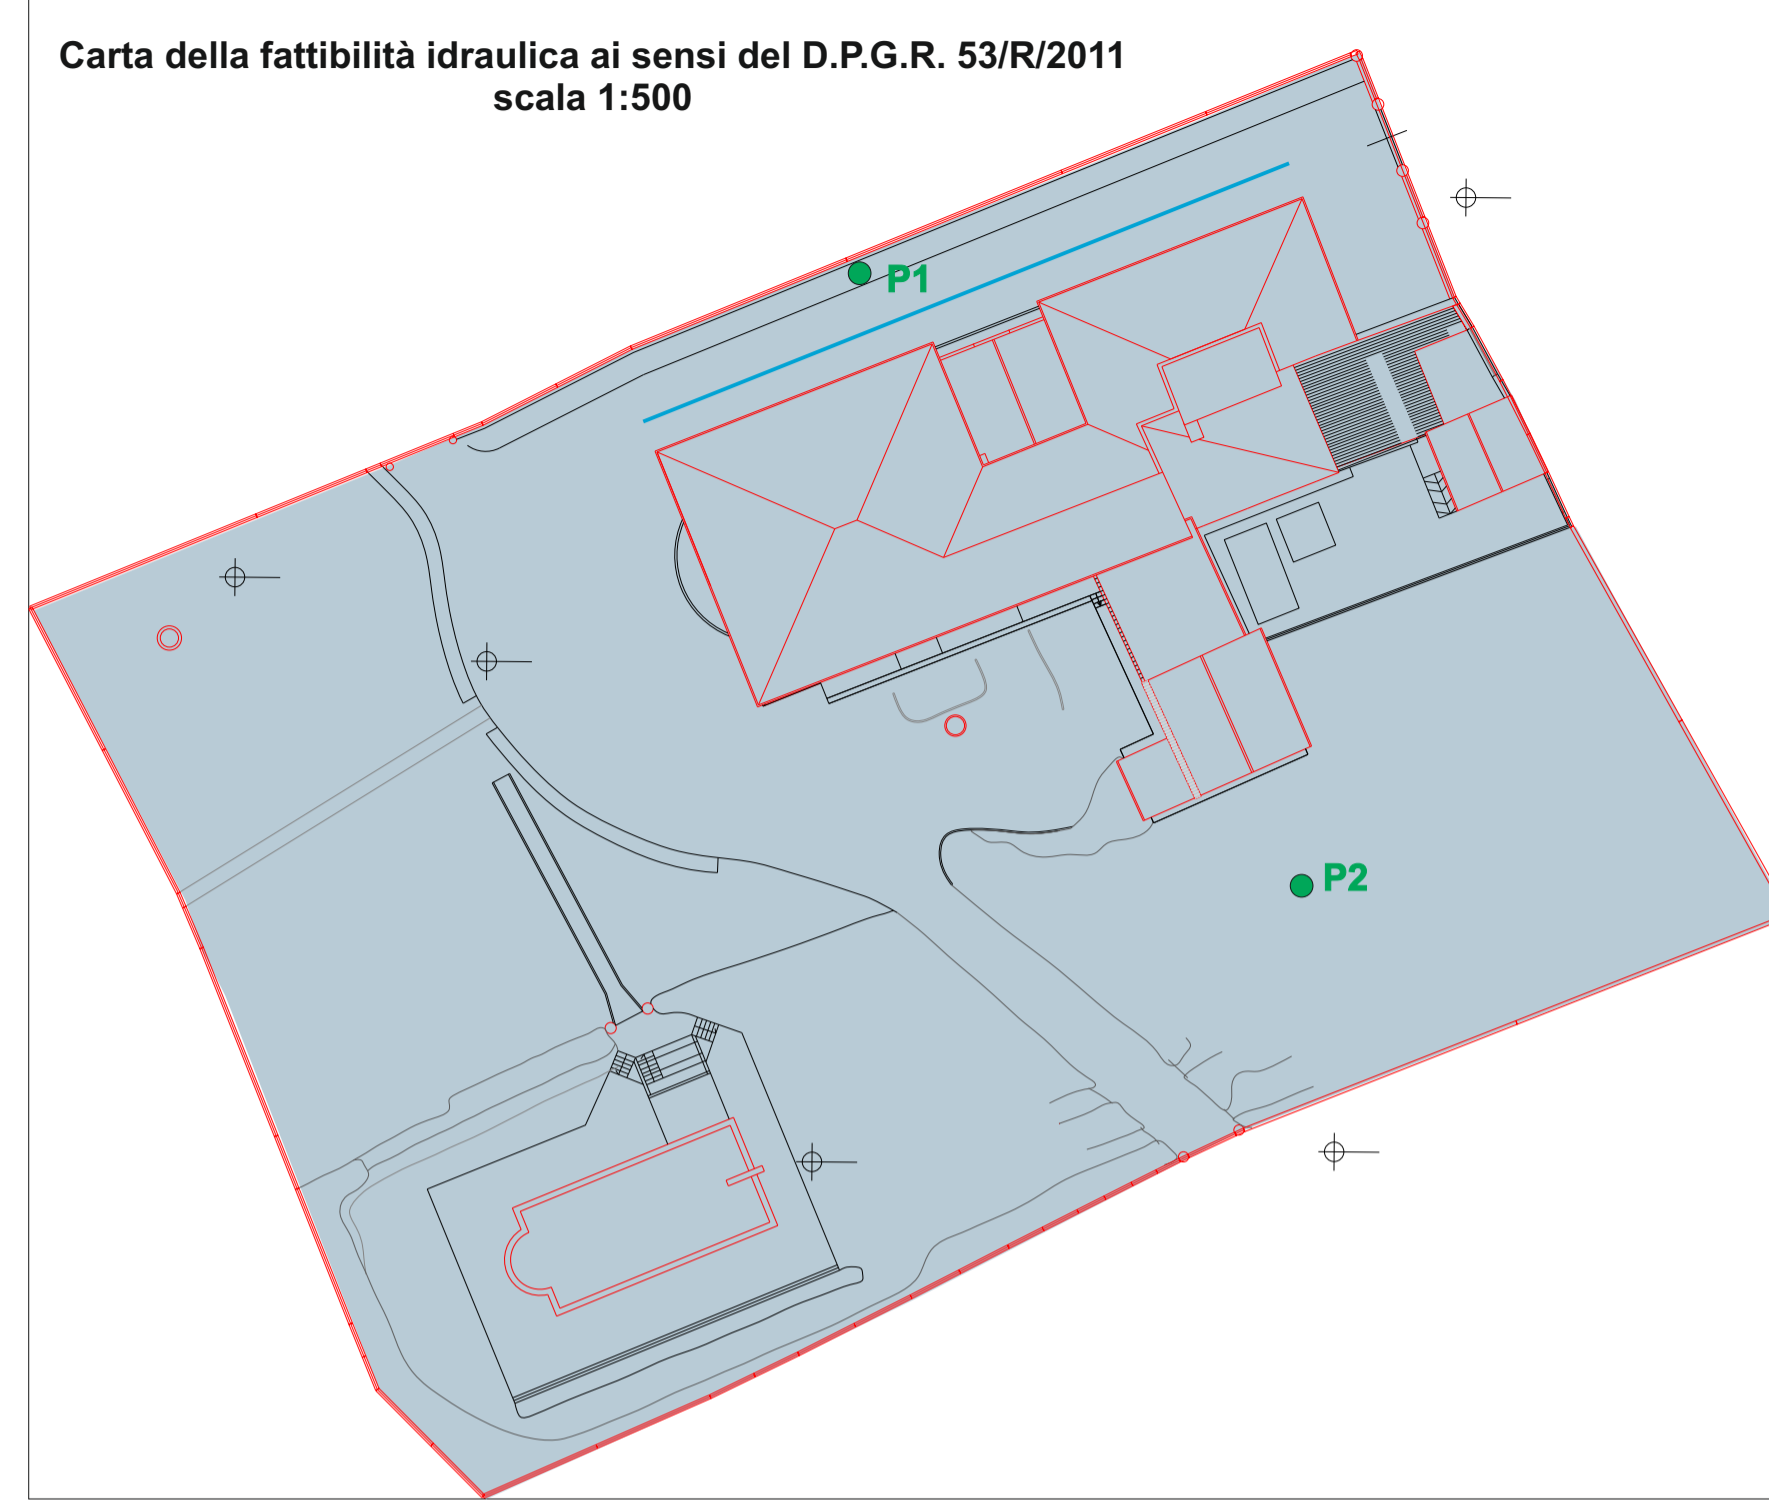 Carta della fattibilità idraulica ai sensi del D.P.G.R. 53/R/2011
scala 1:500
P1
P2